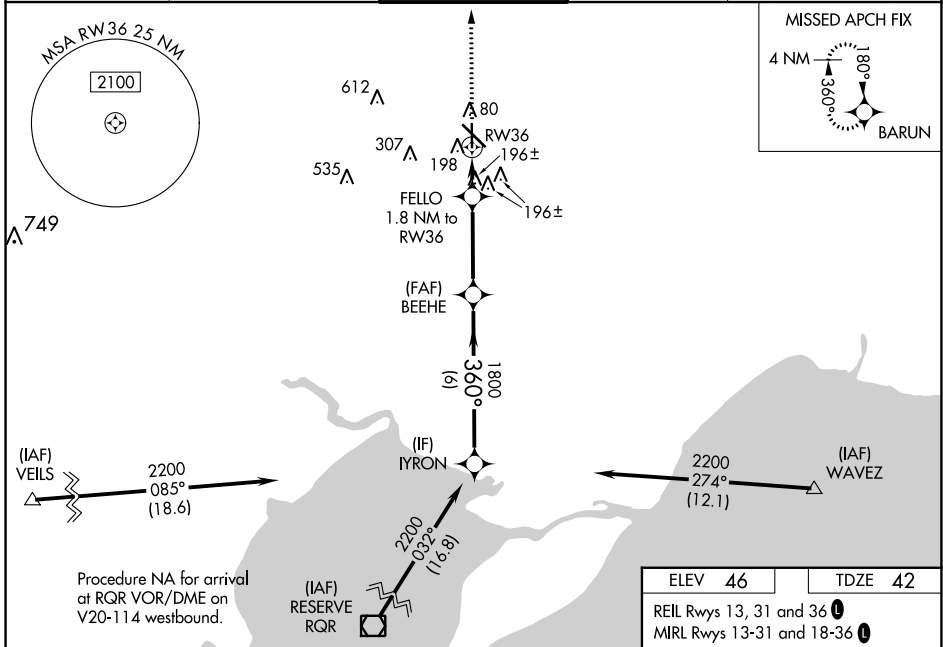 MSA RW36 25 NM
2100
MISSED APCH FIX
4 NM
360°
180°
BARUN
612
80
RW36
307
198
196±
535
196±
FELLO
1.8 NM to
RW36
749
(FAF)
BEEHE
1800
360°
(6)
(IF)
IYRON
(IAF)
VEILS
2200
085°
(18.6)
2200
274°
(12.1)
(IAF)
WAVEZ
2200
032°
(16.8)
Procedure NA for arrival
at RQR VOR/DME on
V20-114 westbound.
(IAF)
RESERVE
RQR
ELEV 46
TDZE 42
REIL Rwys 13, 31 and 36 L
MIRL Rwys 13-31 and 18-36 L